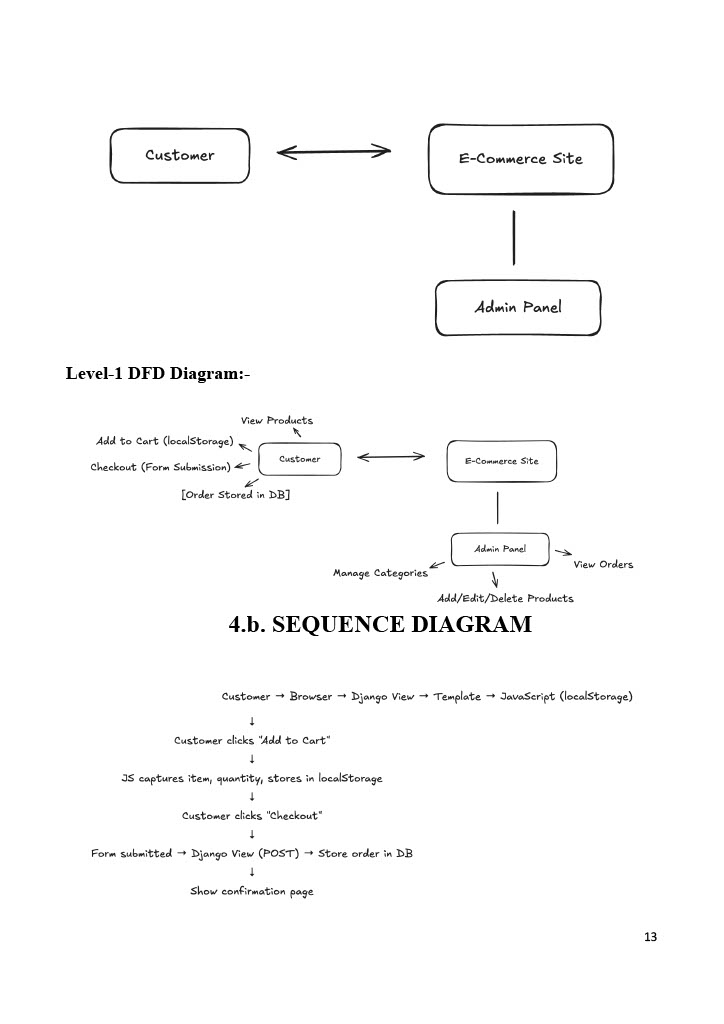 Customer
E-Commerce Site
Admin Panel
Level-1 DFD Diagram:-
View Products
Add to Cart (localStorage)
Customer
E-Commerce Site
Checkout (Form Submission)
[Order Stored in DB]
Admin Panel
View Orders
Manage Categories
Add/Edit/Delete Products
4.b. SEQUENCE DIAGRAM
Customer → Browser → Django View → Template → JavaScript (localStorage)
↓
Customer clicks "Add to Cart"
↓
JS captures item, quantity, stores in localStorage
↓
Customer clicks "Checkout"
↓
Form submitted → Django View (POST) → Store order in DB
↓
Show confirmation page
13